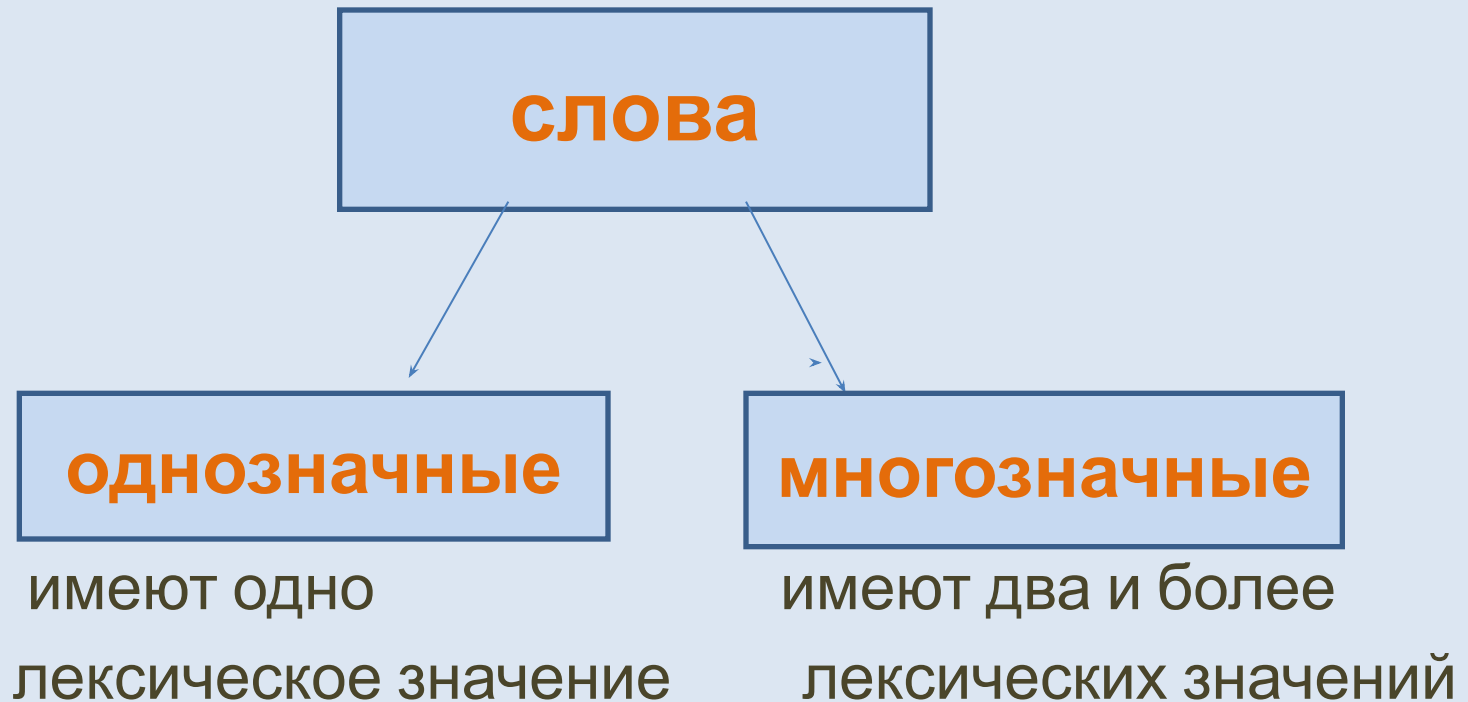 слова
однозначные
имеют одно
лексическое значение
многозначные
имеют два и более
лексических значений